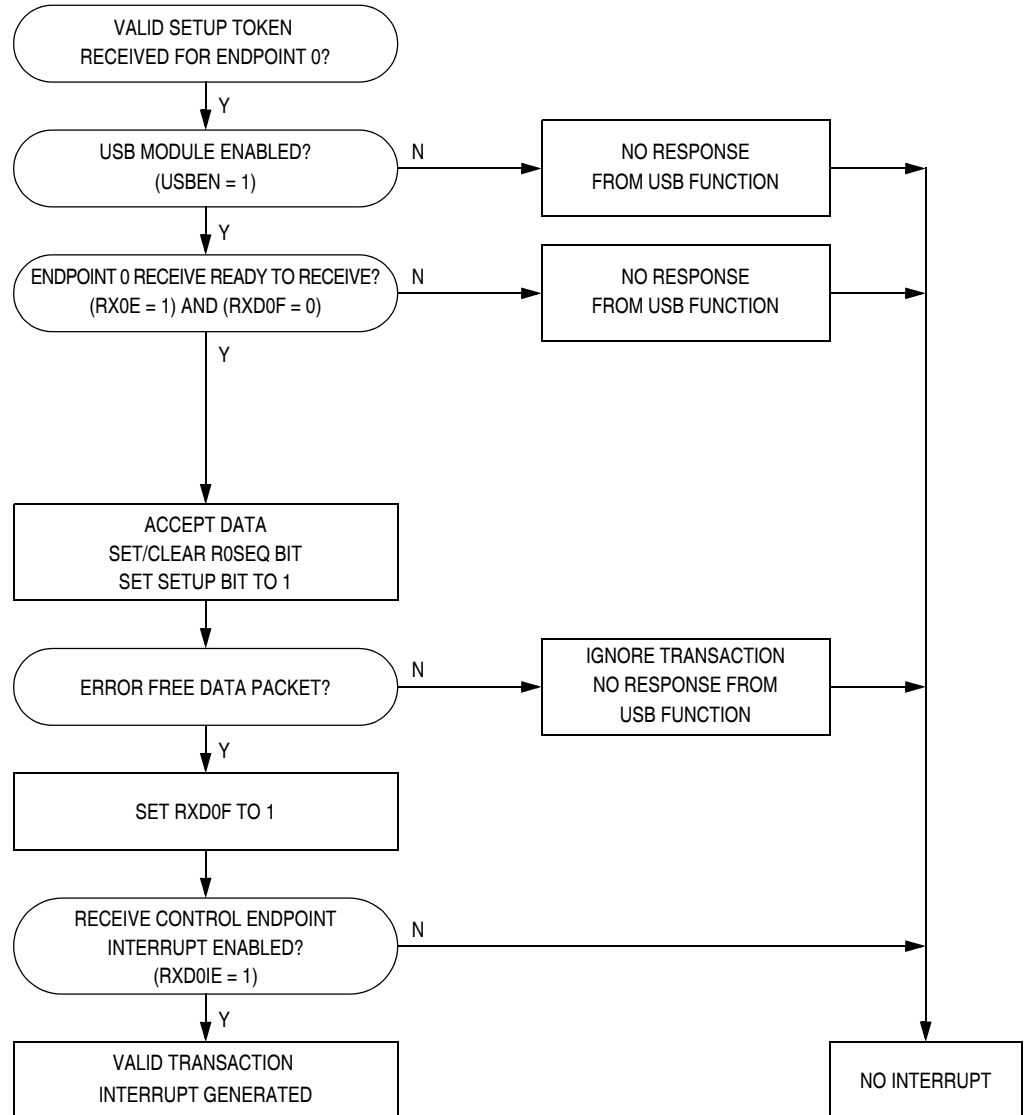 VALID SETUP TOKEN
RECEIVED FOR ENDPOINT 0?
Y
USB MODULE ENABLED?
(USBEN = 1)
N
NO RESPONSE
FROM USB FUNCTION
Y
ENDPOINT 0 RECEIVE READY TO RECEIVE?
(RX0E = 1) AND (RXD0F = 0)
N
NO RESPONSE
FROM USB FUNCTION
Y
ACCEPT DATA
SET/CLEAR R0SEQ BIT
SET SETUP BIT TO 1
ERROR FREE DATA PACKET?
N
IGNORE TRANSACTION
NO RESPONSE FROM
USB FUNCTION
Y
SET RXD0F TO 1
RECEIVE CONTROL ENDPOINT
INTERRUPT ENABLED?
(RXD0IE = 1)
N
Y
VALID TRANSACTION
INTERRUPT GENERATED
NO INTERRUPT